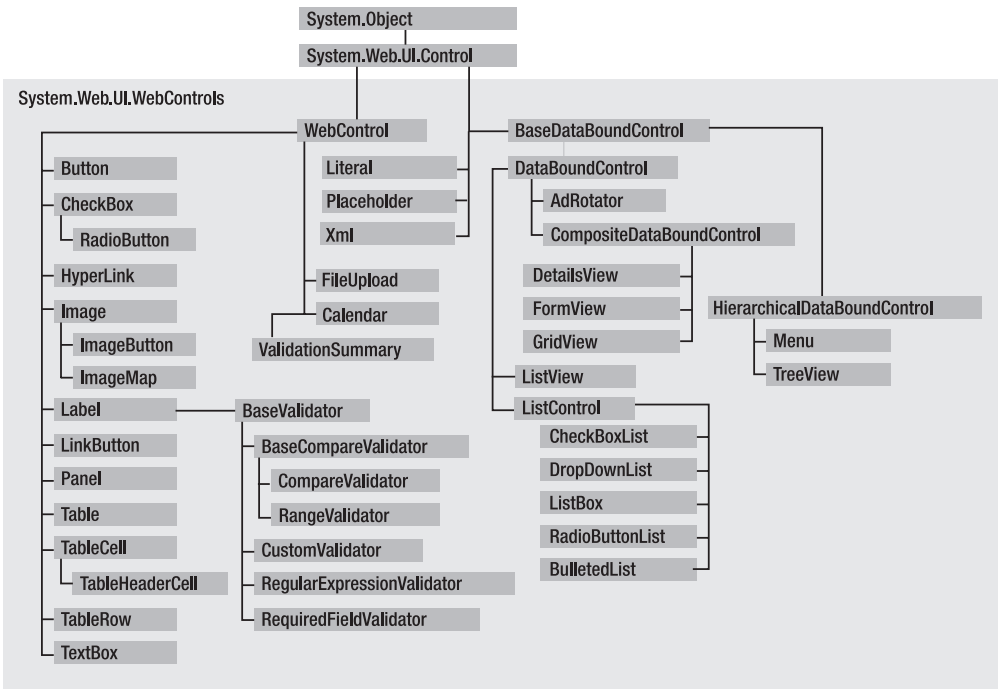 System.Object
System.Web.UI.Control
System.Web.UI.WebControls
WebControl
Button
CheckBox
RadioButton
HyperLink
Image
ImageButton
ImageMap
Label
LinkButton
Panel
Table
TableCell
TableHeaderCell
TableRow
TextBox
Literal
Placeholder
Xml
FileUpload
Calendar
ValidationSummary
BaseValidator
BaseCompareValidator
CompareValidator
RangeValidator
CustomValidator
RegularExpressionValidator
RequiredFieldValidator
BaseDataBoundControl
DataBoundControl
AdRotator
CompositeDataBoundControl
DetailsView
FormView
GridView
ListView
ListControl
CheckBoxList
DropDownList
ListBox
RadioButtonList
BulletedList
HierarchicalDataBoundControl
Menu
TreeView